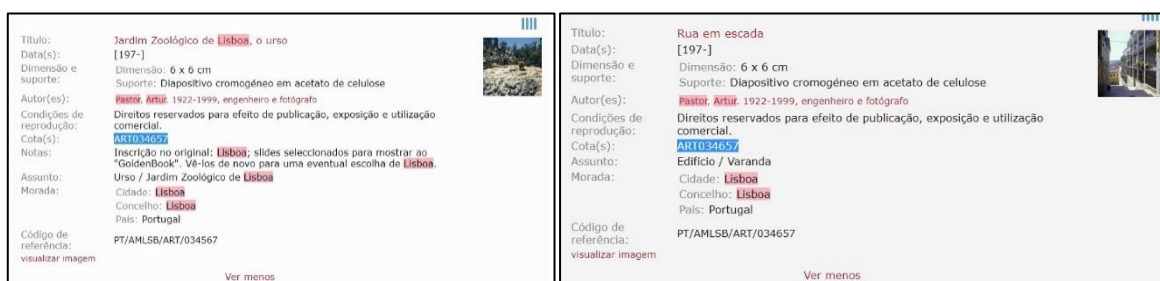 Título: Jardim Zoológico de Lisboa, o urso
Data(s): [197-]
Dimensão e suporte: Dimensão: 6 x 6 cm
Suporte: Diapositivo cromogéneo em acetato de celulose
Autor(es): Pastor, Artur. 1922-1999, engenheiro e fotógrafo
Condições de reprodução: Direitos reservados para efeito de publicação, exposição e utilização
comercial.
Cota(s): ART034657
Notas: Inscrição no original: Lisboa; slides seleccionados para mostrar ao
"GoldenBook". Vê-los de novo para uma eventual escolha de Lisboa.
Assunto: Urso / Jardim Zoológico de Lisboa
Morada: Cidade: Lisboa
Concelho: Lisboa
País: Portugal
Código de referência: PT/AMLSB/ART/034567
visualizar imagem
Ver menos
Título: Rua em escada
Data(s): [197-]
Dimensão e suporte: Dimensão: 6 x 6 cm
Suporte: Diapositivo cromogéneo em acetato de celulose
Autor(es): Pastor, Artur. 1922-1999, engenheiro e fotógrafo
Condições de reprodução: Direitos reservados para efeito de publicação, exposição e utilização
comercial.
Cota(s): ART034657
Assunto: Edifício / Varanda
Morada: Cidade: Lisboa
Concelho: Lisboa
País: Portugal
Código de referência: PT/AMLSB/ART/034657
visualizar imagem
Ver menos